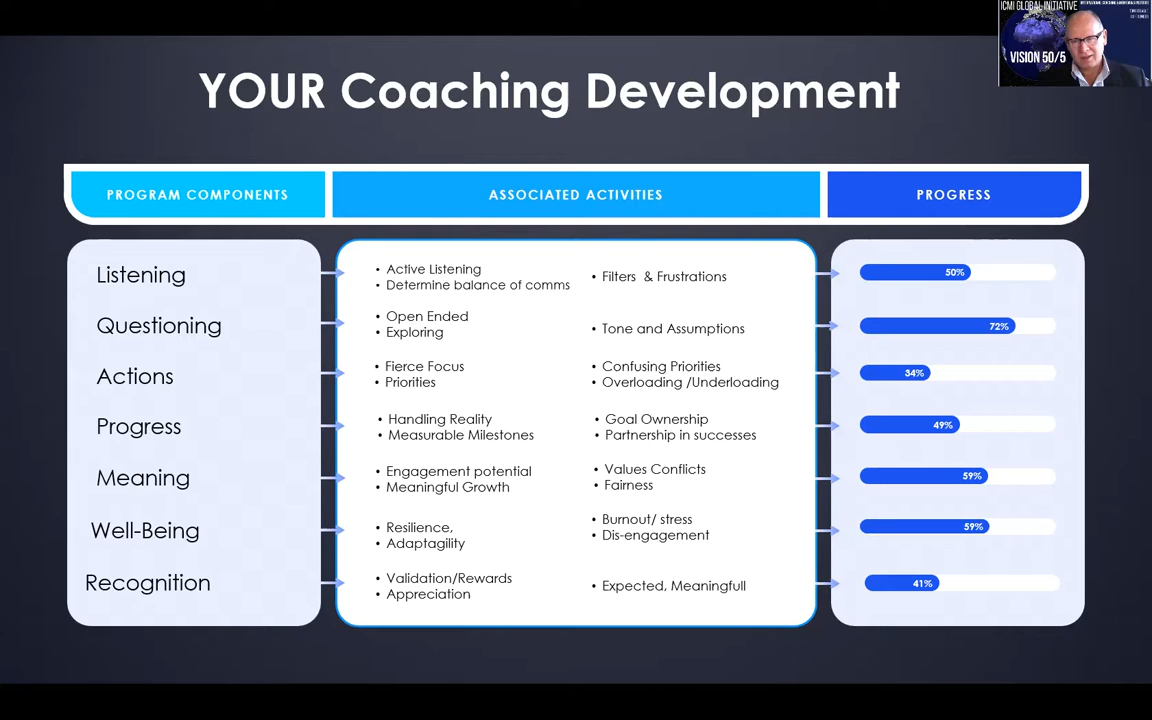 ICMI GLOBAL INITIATIVE
VISION 50/5
YOUR Coaching Development
PROGRAM COMPONENTS
ASSOCIATED ACTIVITIES
PROGRESS
Listening
• Active Listening
• Determine balance of comms
• Filters & Frustrations
50%
Questioning
• Open Ended
• Exploring
• Tone and Assumptions
72%
Actions
• Fierce Focus
• Priorities
• Confusing Priorities
• Overloading /Underloading
34%
Progress
• Handling Reality
• Measurable Milestones
• Goal Ownership
• Partnership in successes
49%
Meaning
• Engagement potential
• Meaningful Growth
• Values Conflicts
• Fairness
59%
Well-Being
• Resilience,
• Adaptagility
• Burnout/ stress
• Dis-engagement
59%
Recognition
• Validation/Rewards
• Appreciation
• Expected, Meaningfull
41%